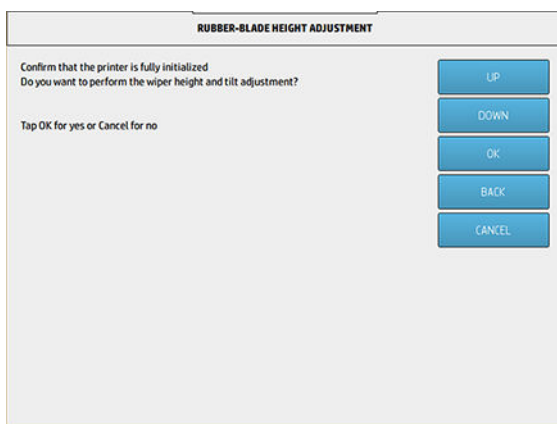 RUBBER-BLADE HEIGHT ADJUSTMENT
Confirm that the printer is fully initialized
Do you want to perform the wiper height and tilt adjustment?
Tap OK for yes or Cancel for no
UP
DOWN
OK
BACK
CANCEL